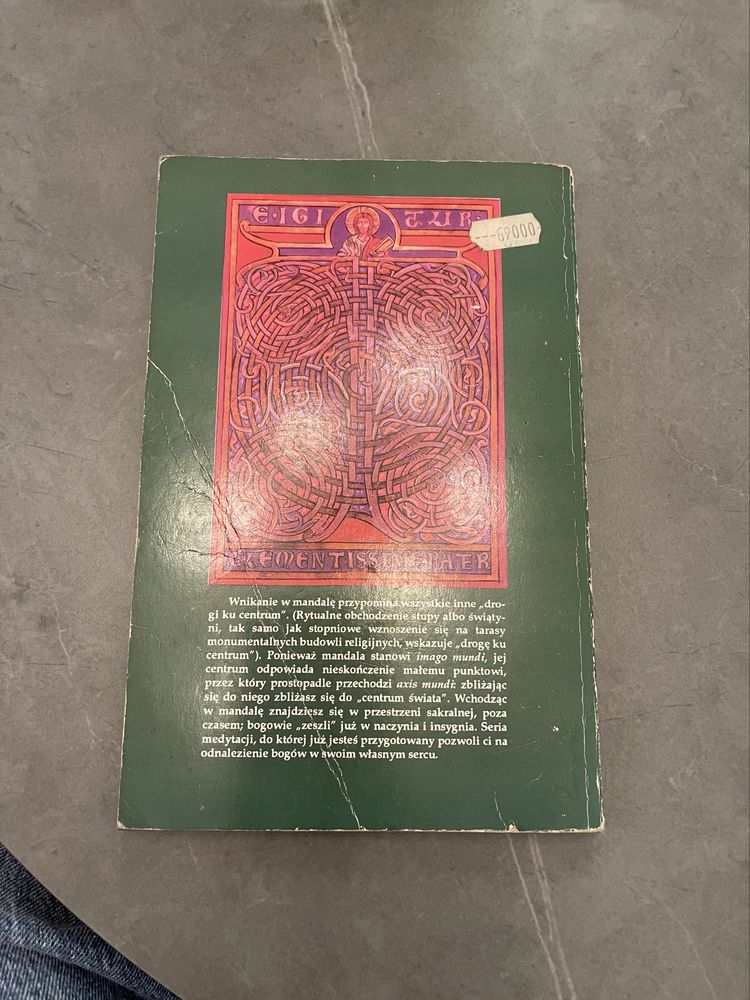 E·IGI TUR·
---69000
Wnikanie w mandalę przypomina wszystkie inne „dro-
gi ku centrum”. (Rytualne obchodzenie stupy albo świąty-
ni, tak samo jak stopniowe wznoszenie się na tarasy
monumentalnych budowli religijnych, wskazuje „drogę ku
centrum”). Ponieważ mandala stanowi imago mundi, jej
centrum odpowiada nieskończenie małemu punktowi,
przez który prostopadle przechodzi axis mundi: zbliżając
się do niego zbliżasz się do „centrum świata”. Wchodząc
w mandalę znajdziesz się w przestrzeni sakralnej, poza
czasem; bogowie „zeszli” już w naczynia i insygnia. Seria
medytacji, do której już jesteś przygotowany pozwoli ci na
odnalezienie bogów w swoim własnym sercu.